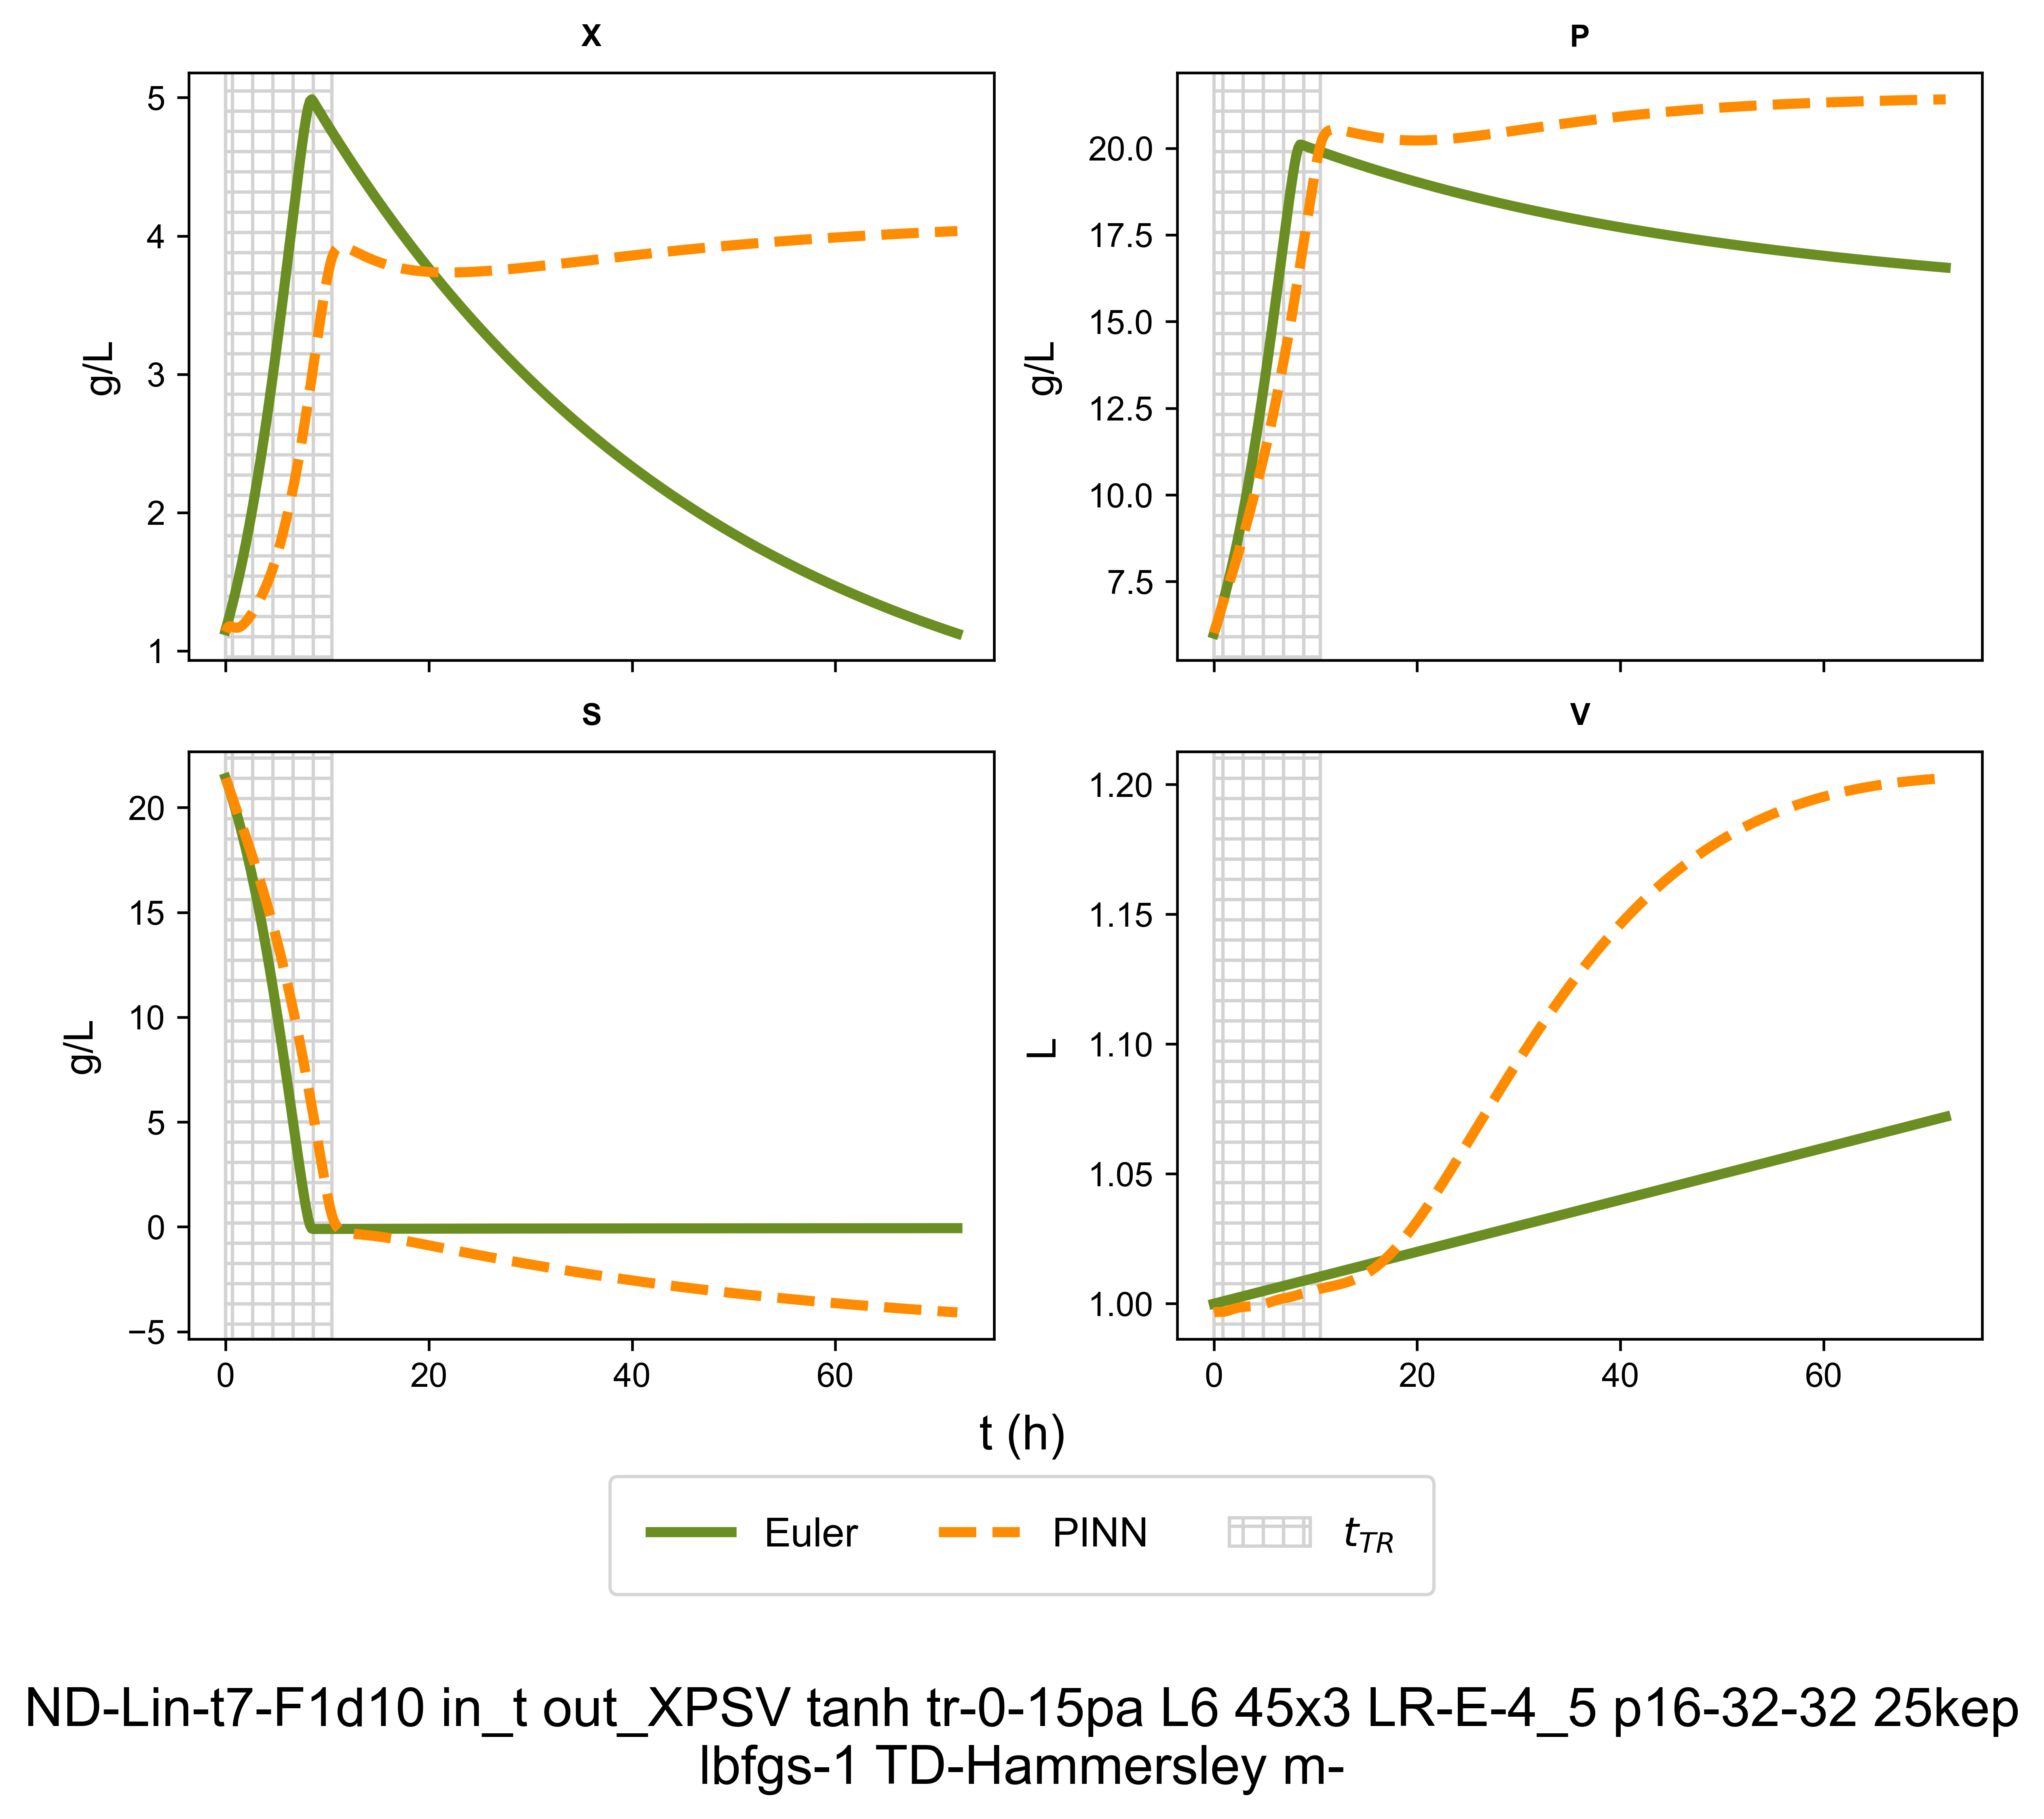 X
5
4
3
2
1
g/L
P
20.0
17.5
15.0
12.5
10.0
7.5
g/L
S
20
15
10
5
0
−5
g/L
0 20 40 60
V
1.20
1.15
1.10
1.05
1.00
L
0 20 40 60
t (h)
Euler PINN t_TR
ND-Lin-t7-F1d10 in_t out_XPSV tanh tr-0-15pa L6 45x3 LR-E-4_5 p16-32-32 25kep
lbfgs-1 TD-Hammersley m-